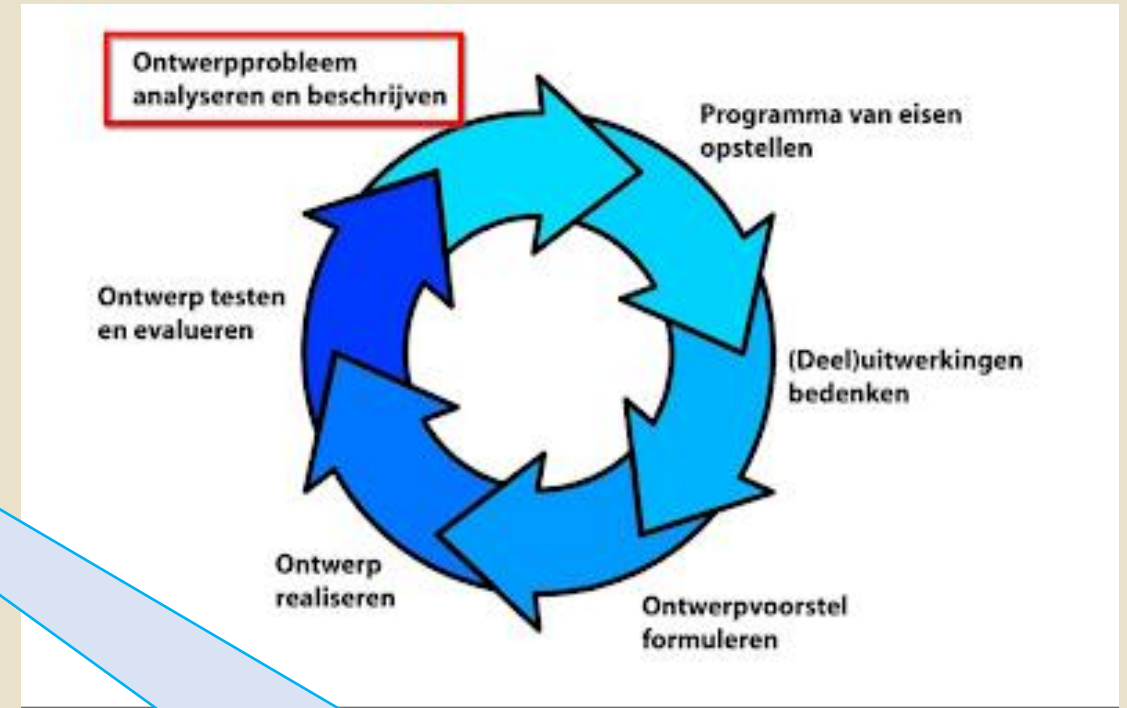 Ontwerpprobleem
analyseren en beschrijven
Programma van eisen
opstellen
(Deel)uitwerkingen
bedenken
Ontwerpvoorstel
formuleren
Ontwerp
realiseren
Ontwerp testen
en evalueren